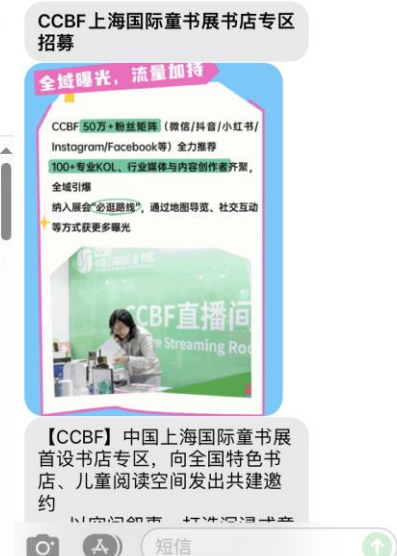 CCBF上海国际童书展书店专区
招募
全域曝光，流量加持
CCBF 50万+粉丝矩阵（微信/抖音/小红书/
Instagram/Facebook等）全力推荐
100+专业KOL、行业媒体与内容创作者齐聚，
全域引爆
纳入展会“必逛路线”，通过地图导览、社交互动
等方式获更多曝光
CCBF直播间
Streaming Roo
【CCBF】中国上海国际童书展
首设书店专区，向全国特色书
店、儿童阅读空间发出共建邀
约
短信